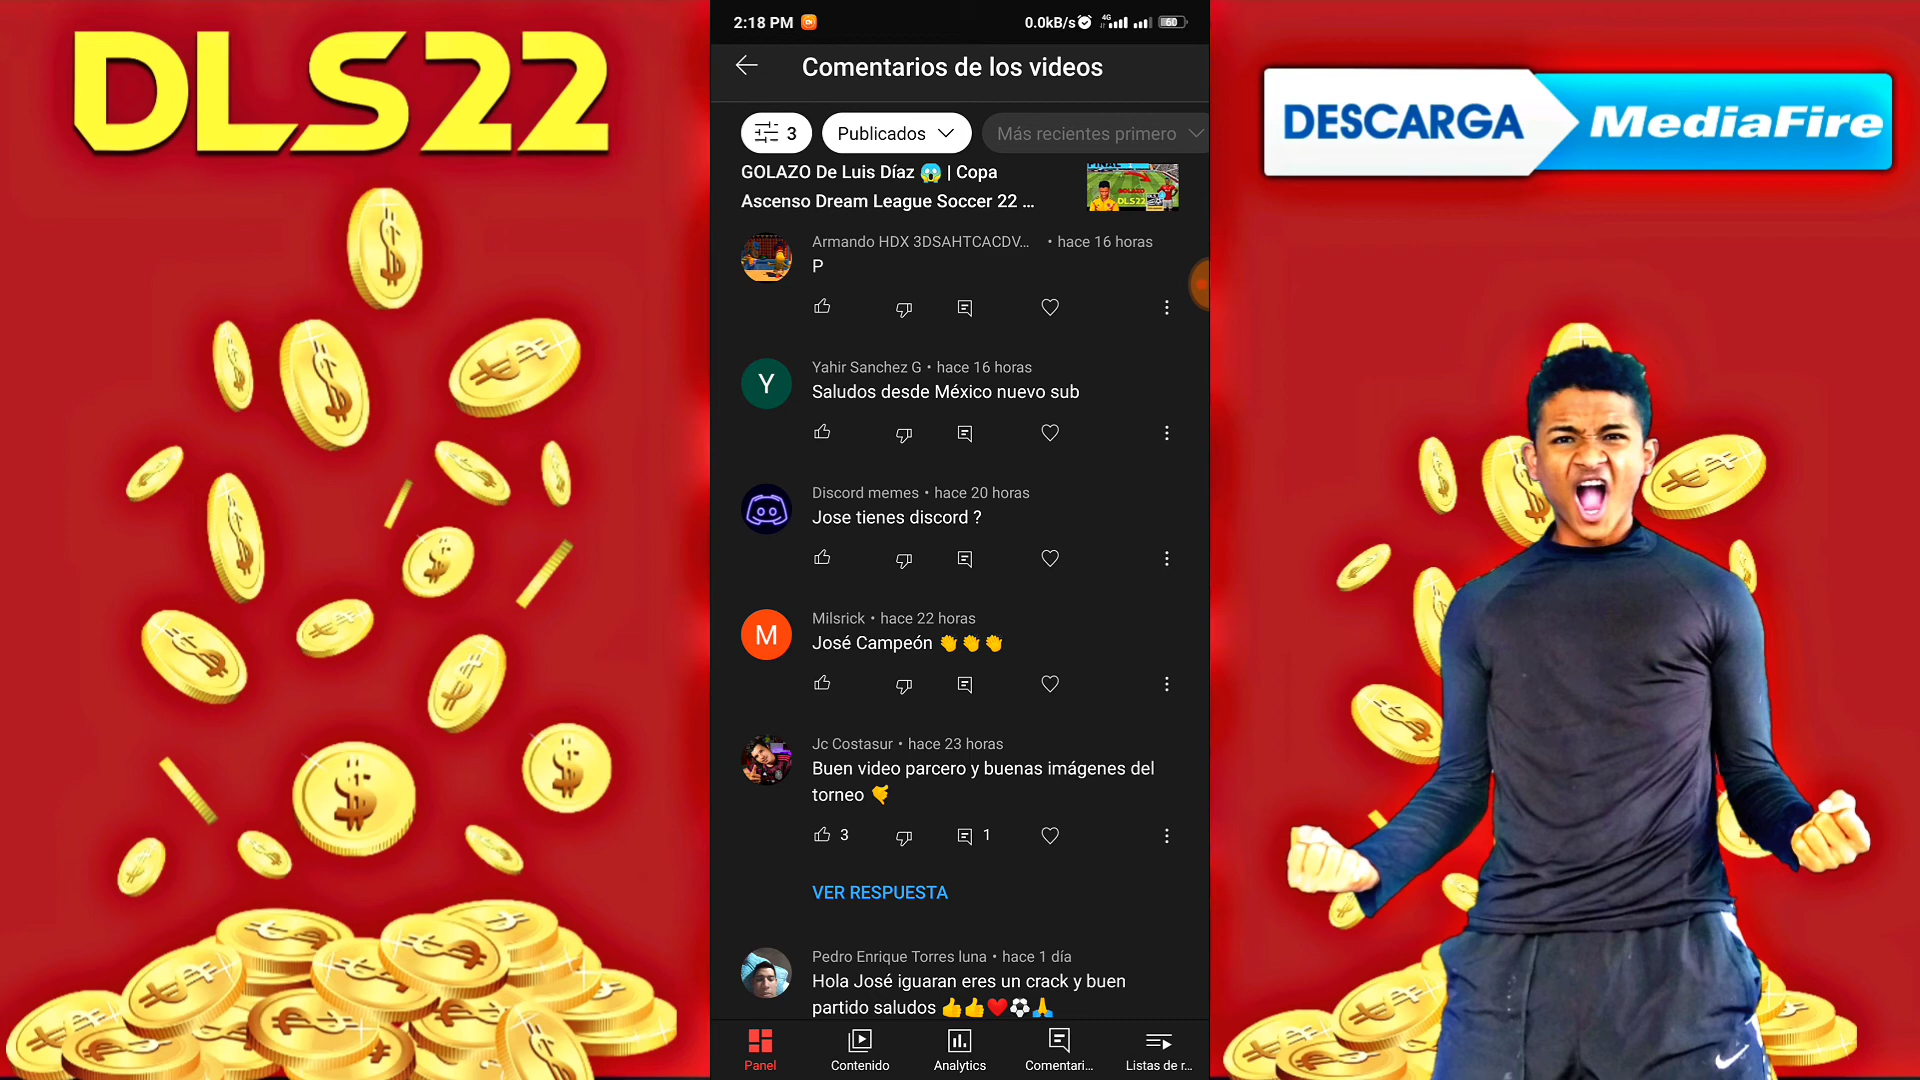 DLS22
2:18 PM
0.0kB/s
4G
60
Comentarios de los videos
3
Publicados
Más recientes primero
GOLAZO De Luis Díaz 😱 | Copa
Ascenso Dream League Soccer 22 ...
FINAL
GOLAZO
DLS22
Armando HDX 3DSAHTCACDV... • hace 16 horas
P
Y
Yahir Sanchez G • hace 16 horas
Saludos desde México nuevo sub
Discord memes • hace 20 horas
Jose tienes discord ?
M
Milsrick • hace 22 horas
José Campeón 👏👏👏
Jc Costasur • hace 23 horas
Buen video parcero y buenas imágenes del
torneo 🤙
3
1
VER RESPUESTA
Pedro Enrique Torres luna • hace 1 día
Hola José iguaran eres un crack y buen
partido saludos 👍👍❤️⚽🙏
Panel
Contenido
Analytics
Comentari...
Listas de r...
DESCARGA
MediaFire